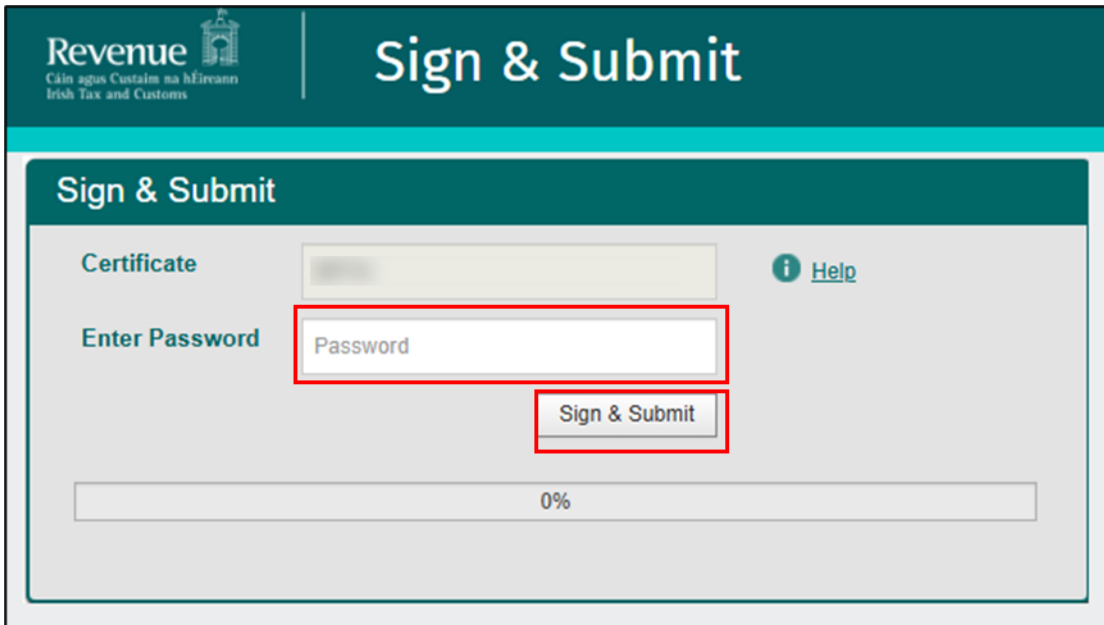 Revenue
Cáin agus Custaim na hÉireann
Irish Tax and Customs
Sign & Submit
Sign & Submit
Certificate
Help
Enter Password
Password
Sign & Submit
0%